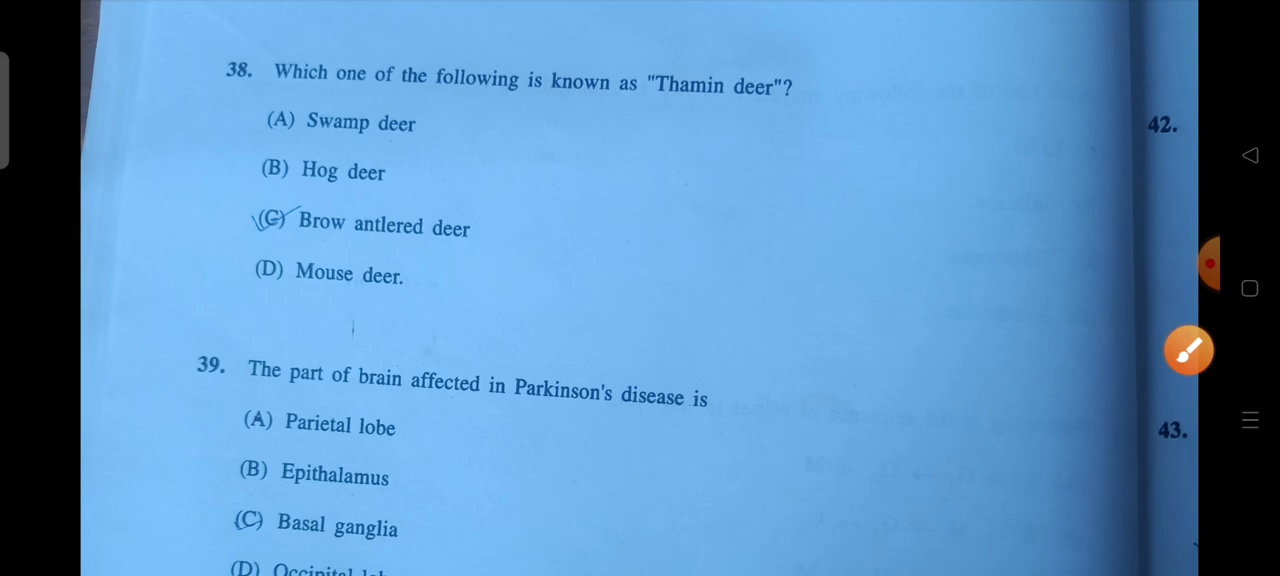 38. Which one of the following is known as "Thamin deer"?
(A) Swamp deer
(B) Hog deer
(C) Brow antlered deer
(D) Mouse deer.
39. The part of brain affected in Parkinson's disease is
(A) Parietal lobe
(B) Epithalamus
(C) Basal ganglia
(D) Occipital
42.
43.